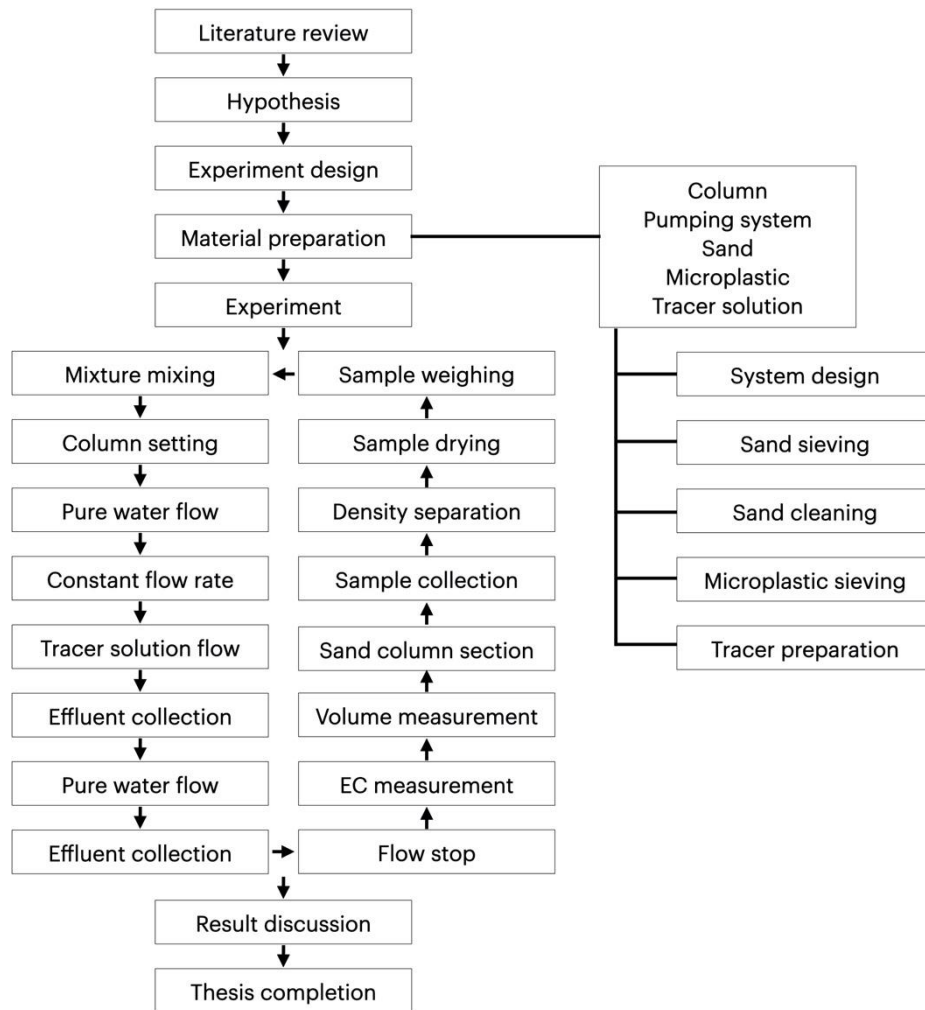 Literature review
Hypothesis
Experiment design
Material preparation
Experiment
Column
Pumping system
Sand
Microplastic
Tracer solution
System design
Sand sieving
Sand cleaning
Microplastic sieving
Tracer preparation
Mixture mixing
Column setting
Pure water flow
Constant flow rate
Tracer solution flow
Effluent collection
Pure water flow
Effluent collection
Flow stop
EC measurement
Volume measurement
Sand column section
Sample collection
Density separation
Sample drying
Sample weighing
Result discussion
Thesis completion